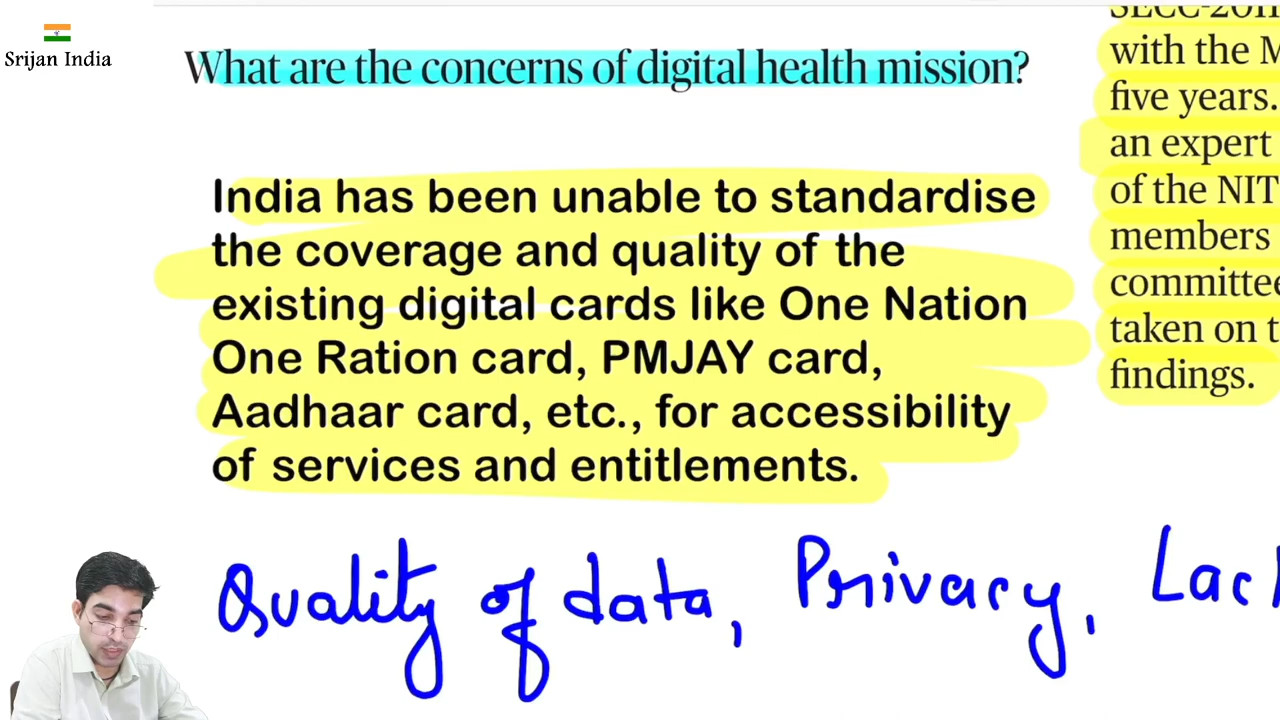 Srijan India
What are the concerns of digital health mission?
India has been unable to standardise
the coverage and quality of the
existing digital cards like One Nation
One Ration card, PMJAY card,
Aadhaar card, etc., for accessibility
of services and entitlements.
Quality of data, Privacy,
SECC-2011
with the M
five years.
an expert
of the NIT
members
committee
taken on t
findings.